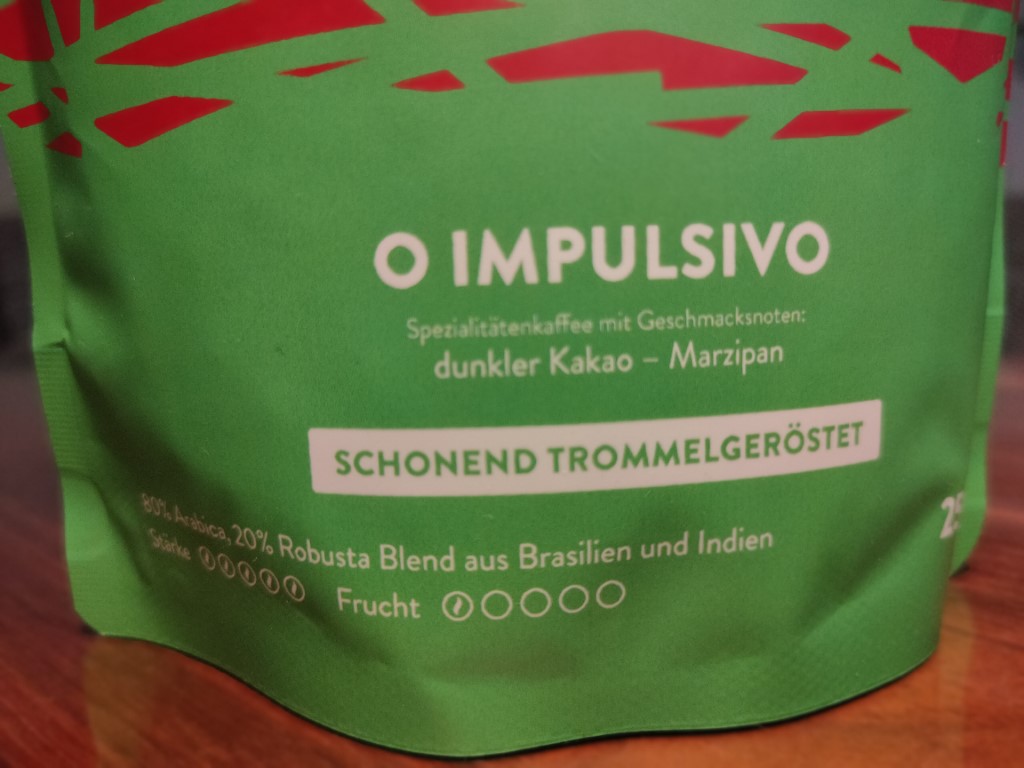 O IMPULSIVO
Spezialitätenkaffee mit Geschmacksnoten:
dunkler Kakao – Marzipan
SCHONEND TROMMELGERÖSTET
80% Arabica, 20% Robusta Blend aus Brasilien und Indien
Stärke Frucht